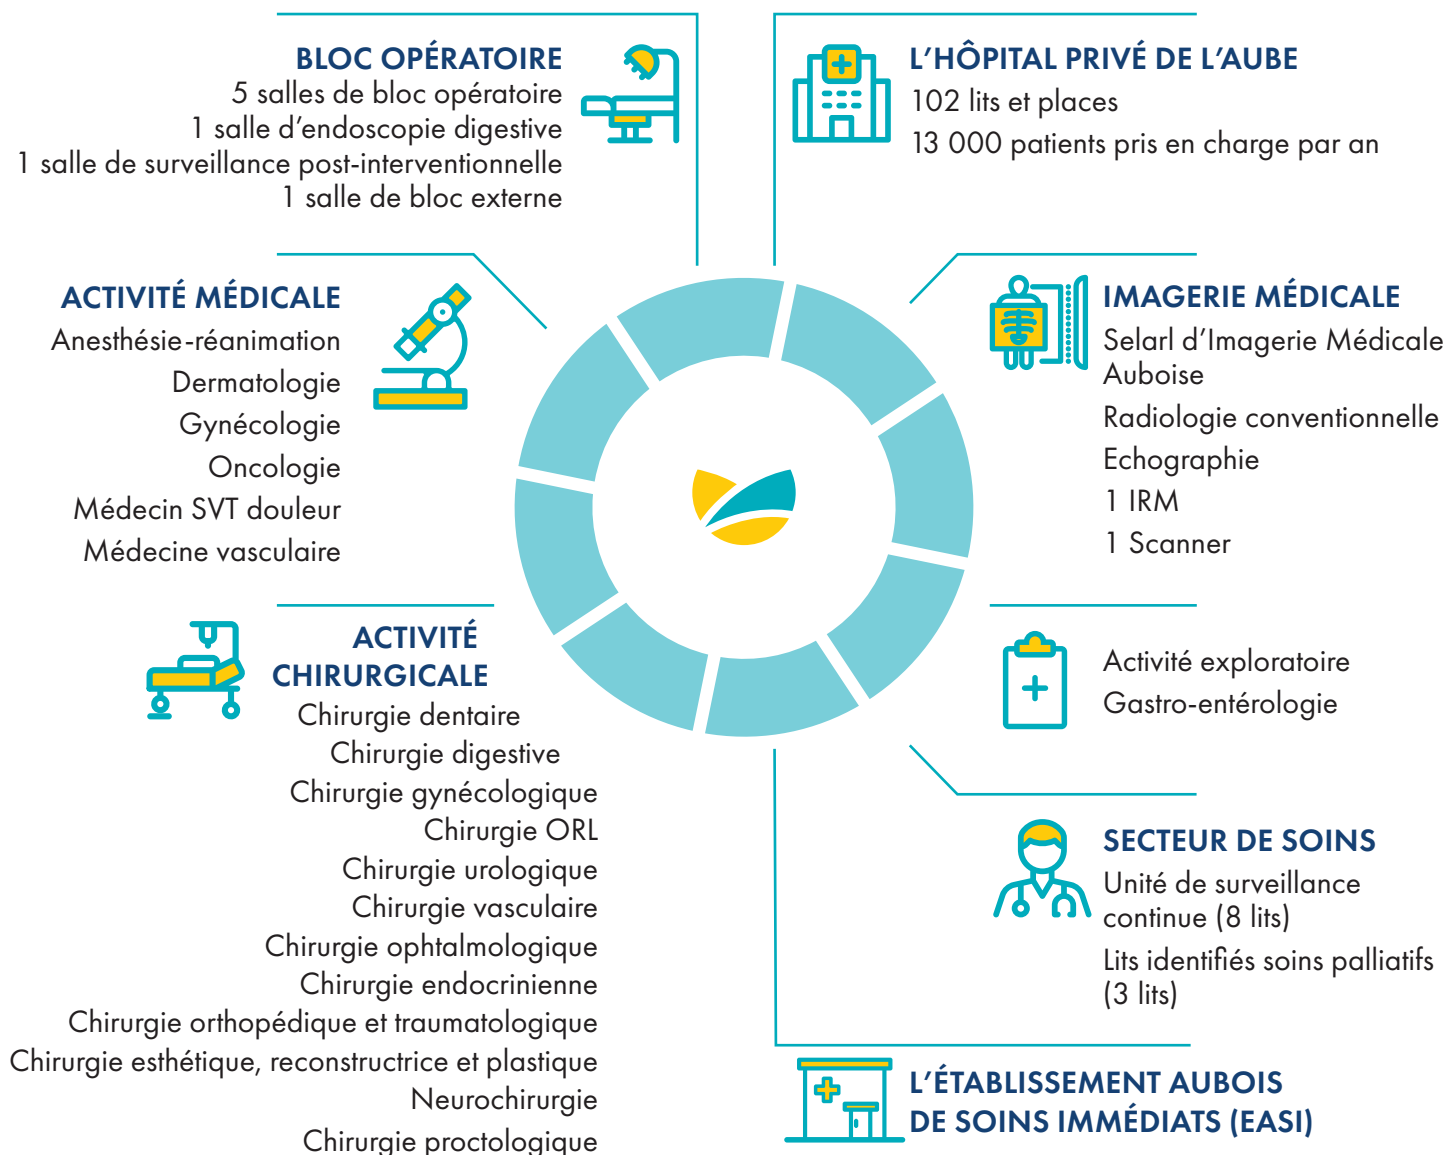 BLOC OPÉRATOIRE
5 salles de bloc opératoire
1 salle d'endoscopie digestive
1 salle de surveillance post-interventionnelle
1 salle de bloc externe
L'HÔPITAL PRIVÉ DE L'AUBE
102 lits et places
13 000 patients pris en charge par an
ACTIVITÉ MÉDICALE
Anesthésie-réanimation
Dermatologie
Gynécologie
Oncologie
Médecin SVT douleur
Médecine vasculaire
IMAGERIE MÉDICALE
Selarl d'Imagerie Médicale
Auboise
Radiologie conventionnelle
Echographie
1 IRM
1 Scanner
ACTIVITÉ
CHIRURGICALE
Chirurgie dentaire
Chirurgie digestive
Chirurgie gynécologique
Chirurgie ORL
Chirurgie urologique
Chirurgie vasculaire
Chirurgie ophtalmologique
Chirurgie endocrinienne
Chirurgie orthopédique et traumatologique
Chirurgie esthétique, reconstructrice et plastique
Neurochirurgie
Chirurgie proctologique
Activité exploratoire
Gastro-entérologie
SECTEUR DE SOINS
Unité de surveillance
continue (8 lits)
Lits identifiés soins palliatifs
(3 lits)
L'ÉTABLISSEMENT AUBOIS
DE SOINS IMMÉDIATS (EASI)